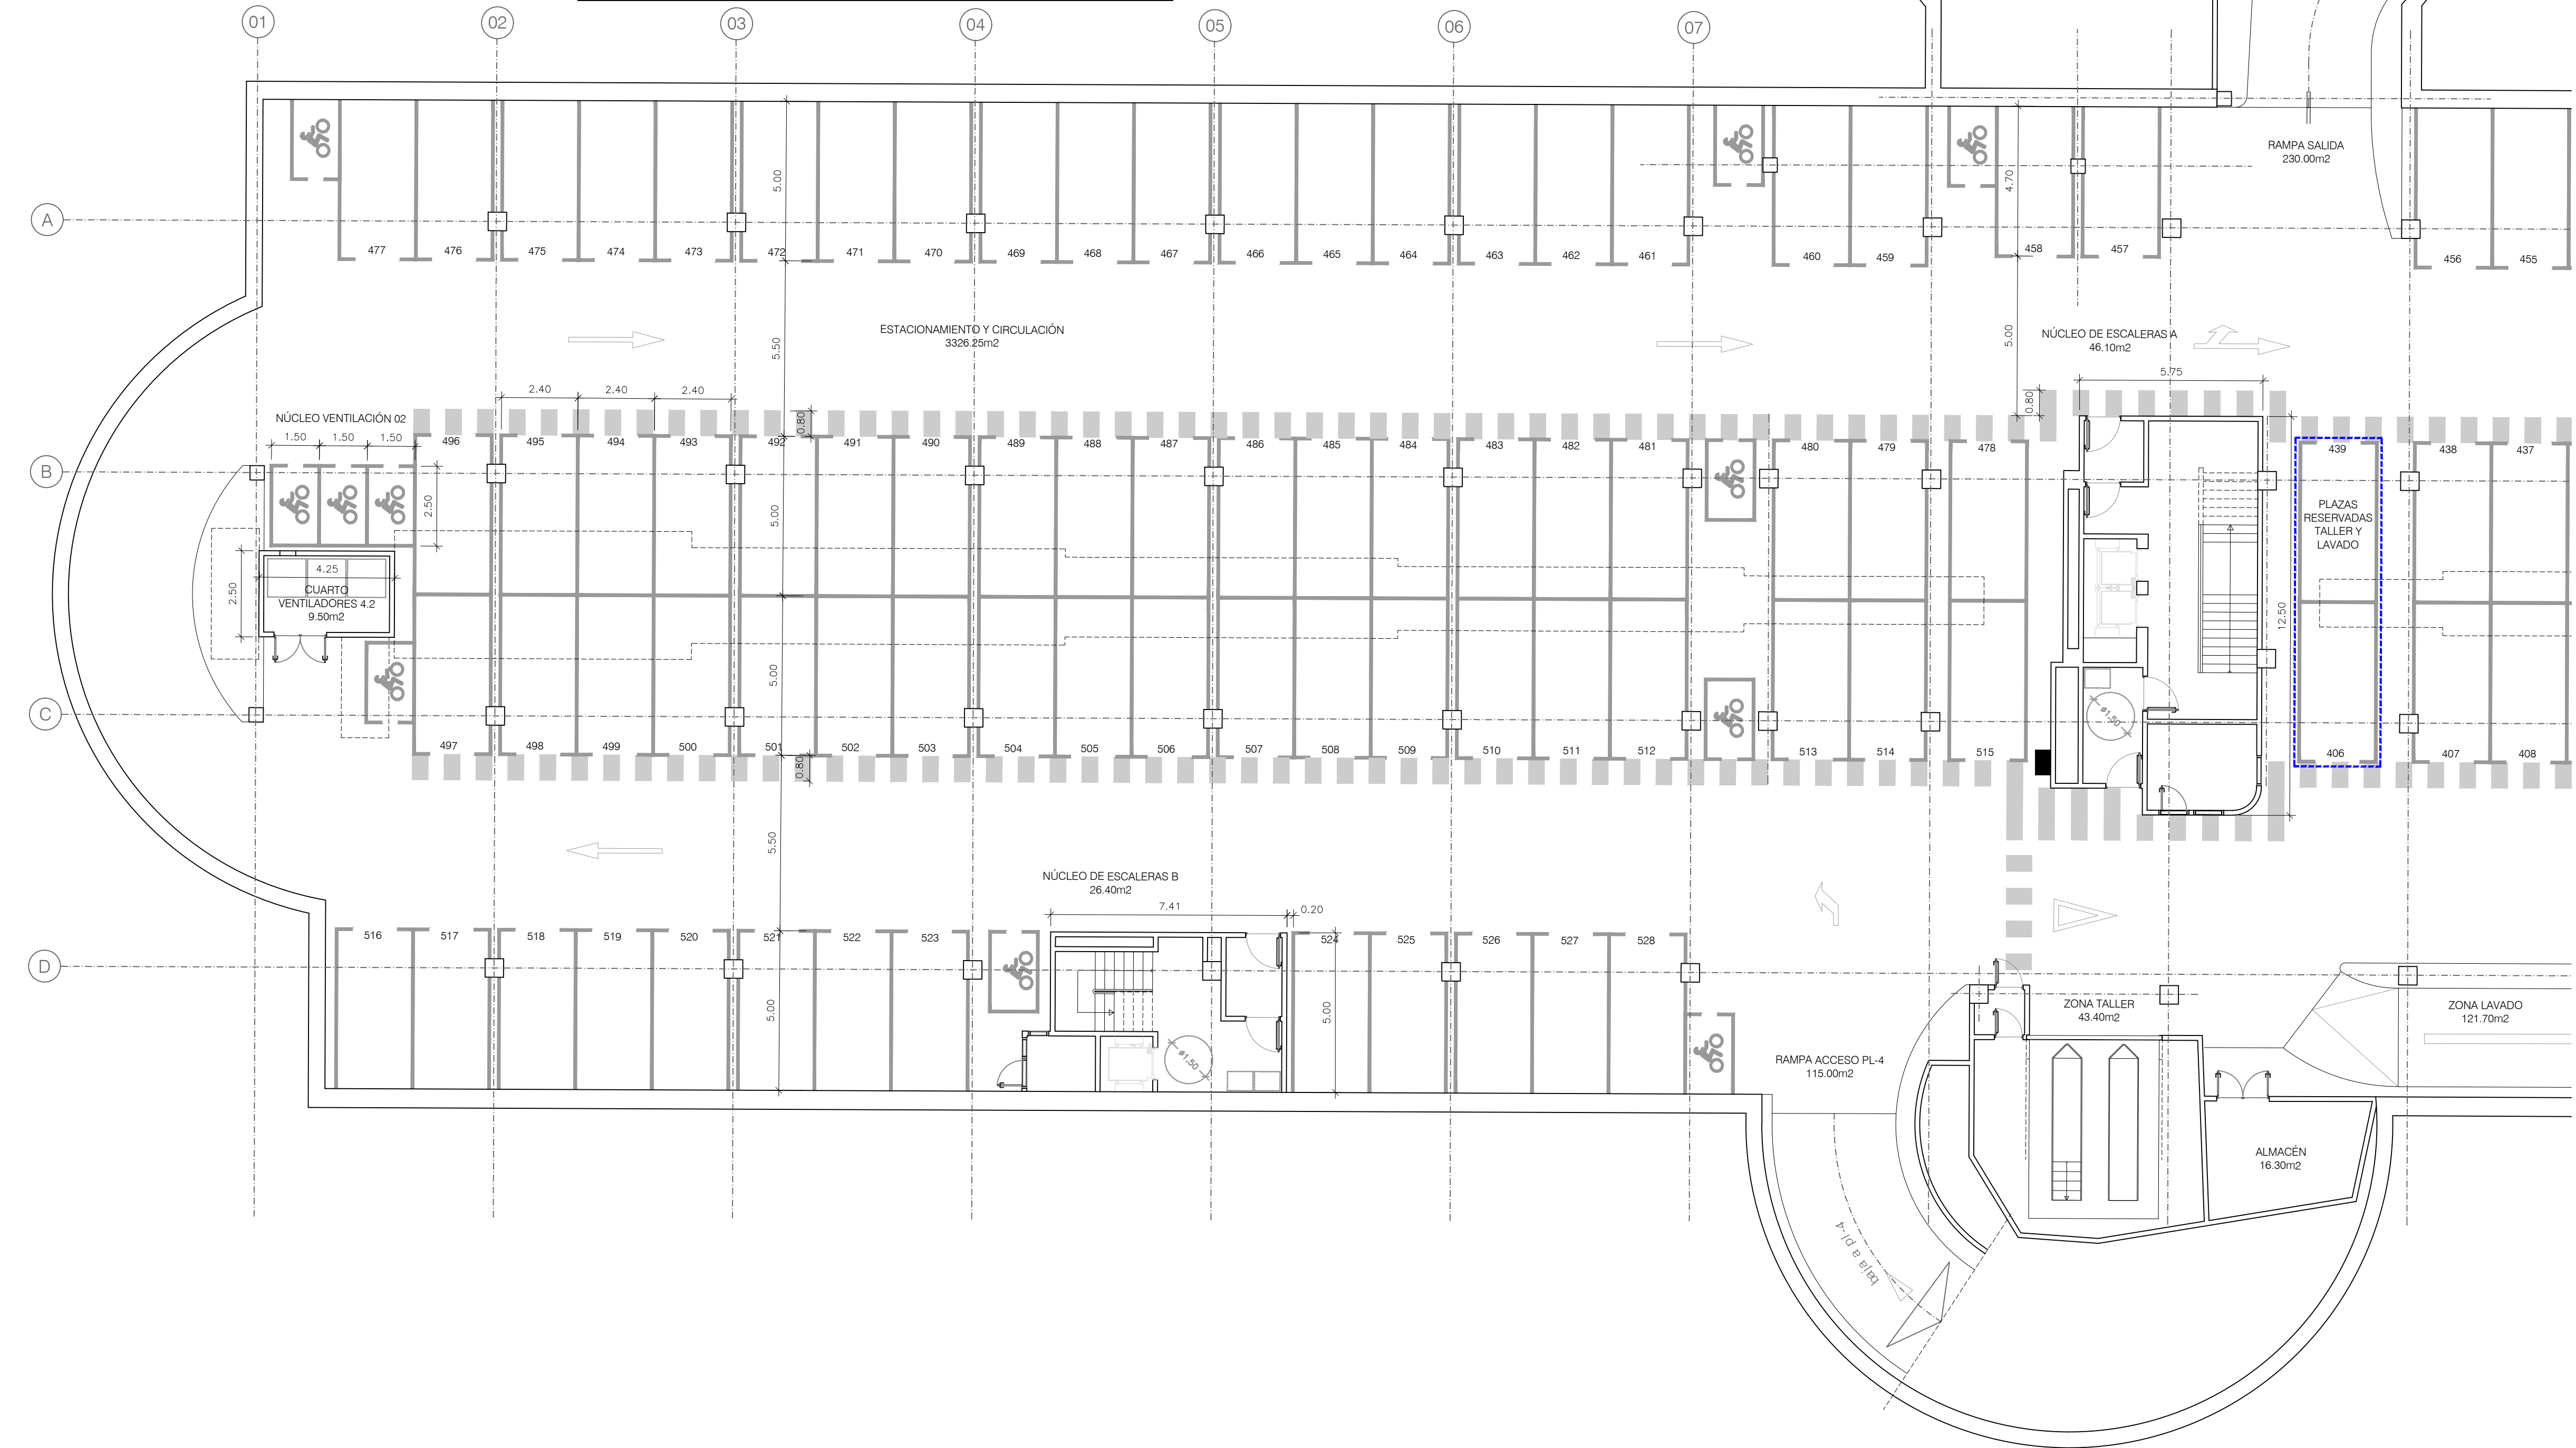 01 02 03 04 05 06 07
RAMPA SALIDA
230.00m2
5.00
4.70
A
477 476 475 474 473 472 471 470 469 468 467 466 465 464 463 462 461 460 459 458 457 456 455
ESTACIONAMIENTO Y CIRCULACIÓN
3326.25m2
5.50
5.00
NÚCLEO DE ESCALERAS A
46.10m2
5.75
0.80
2.40 2.40 2.40
0.80
NÚCLEO VENTILACIÓN 02
1.50 1.50 1.50
496 495 494 493 492 491 490 489 488 487 486 485 484 483 482 481 480 479 478 439 438 437
B
2.50
5.00
PLAZAS
RESERVADAS
TALLER Y
LAVADO
4.25
2.50
CUARTO
VENTILADORES 4.2
9.50m2
12.50
5.00
C
ø1.50
497 498 499 500 501 502 503 504 505 506 507 508 509 510 511 512 513 514 515 406 407 408
0.80
5.50
NÚCLEO DE ESCALERAS B
26.40m2
7.41 0.20
516 517 518 519 520 521 522 523 524 525 526 527 528
D
5.00
5.00
ZONA TALLER
43.40m2
ZONA LAVADO
121.70m2
ø1.50
RAMPA ACCESO PL-4
115.00m2
ALMACÉN
16.30m2
baja a pl-4